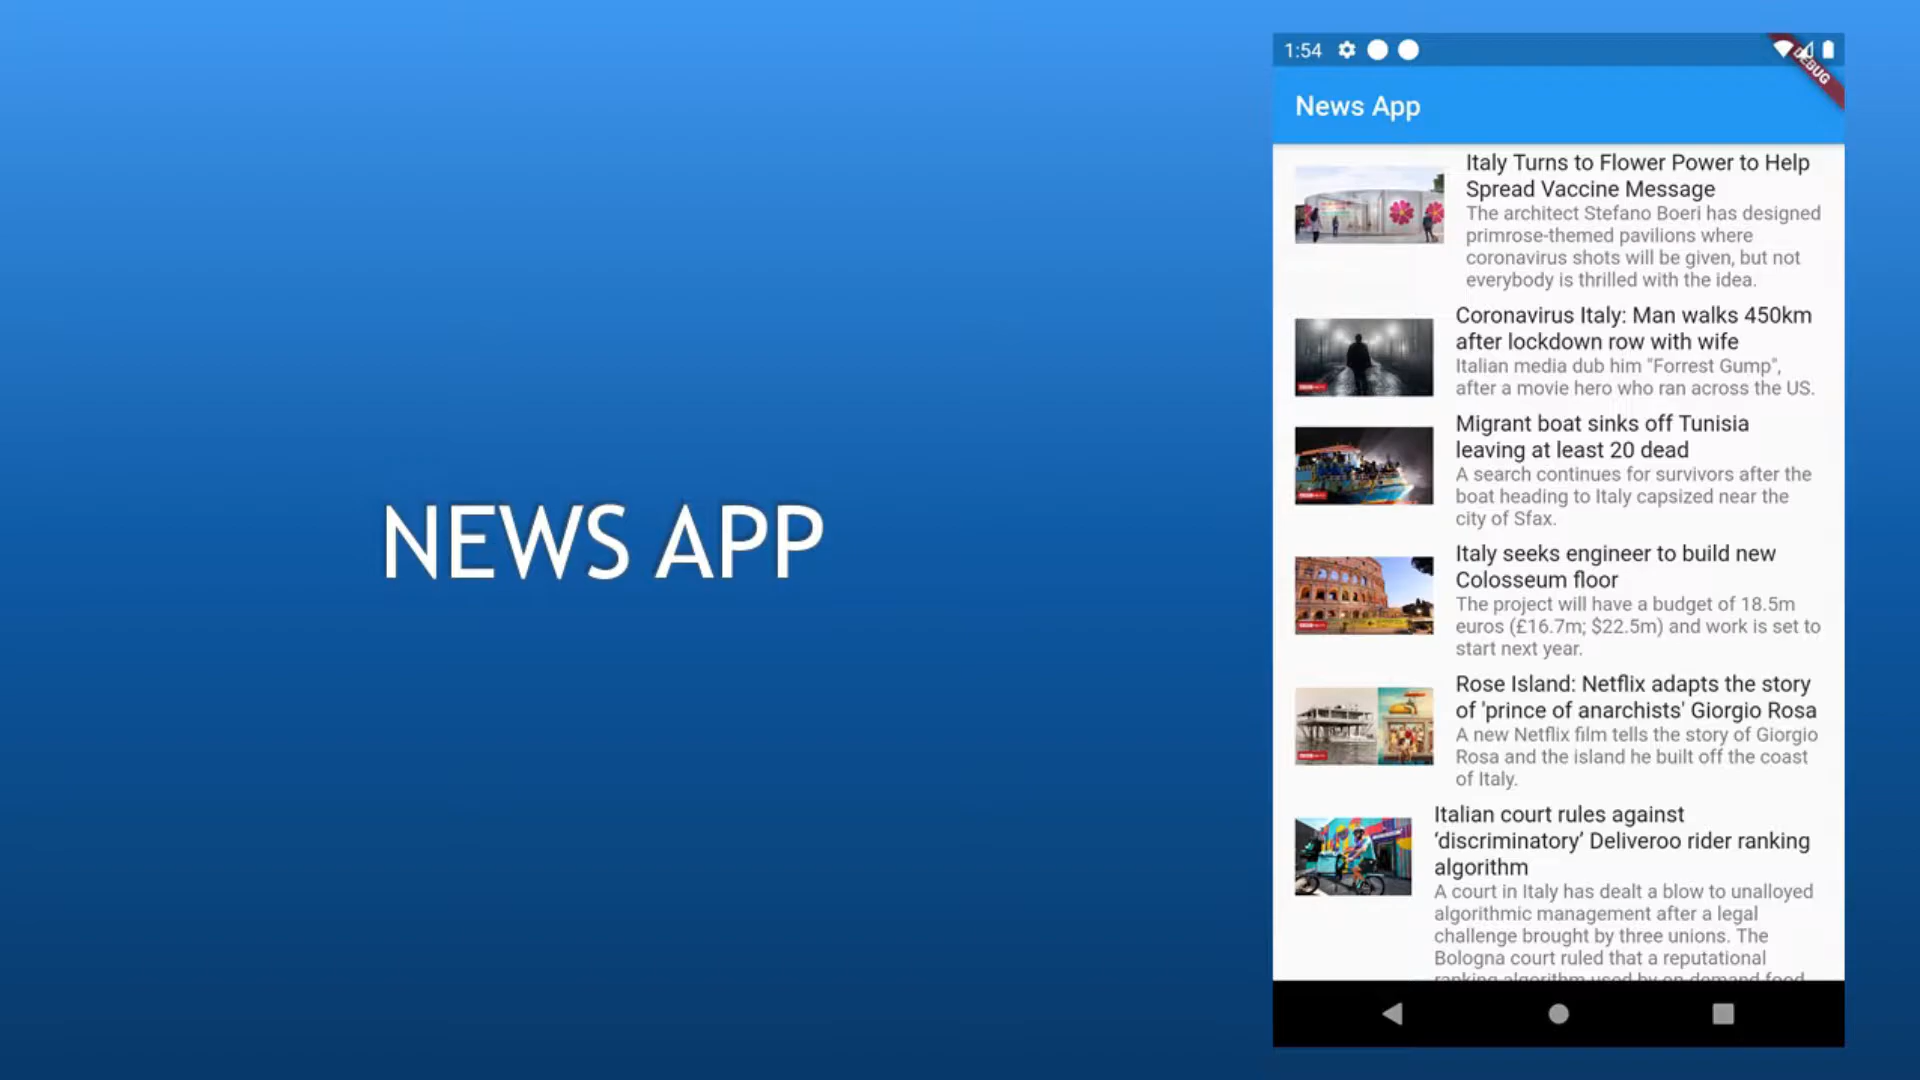 NEWS APP
1:54
DEBUG
News App
Italy Turns to Flower Power to Help
Spread Vaccine Message
The architect Stefano Boeri has designed
primrose-themed pavilions where
coronavirus shots will be given, but not
everybody is thrilled with the idea.
Coronavirus Italy: Man walks 450km
after lockdown row with wife
Italian media dub him "Forrest Gump",
after a movie hero who ran across the US.
Migrant boat sinks off Tunisia
leaving at least 20 dead
A search continues for survivors after the
boat heading to Italy capsized near the
city of Sfax.
Italy seeks engineer to build new
Colosseum floor
The project will have a budget of 18.5m
euros (£16.7m; $22.5m) and work is set to
start next year.
Rose Island: Netflix adapts the story
of 'prince of anarchists' Giorgio Rosa
A new Netflix film tells the story of Giorgio
Rosa and the island he built off the coast
of Italy.
Italian court rules against
‘discriminatory’ Deliveroo rider ranking
algorithm
A court in Italy has dealt a blow to unalloyed
algorithmic management after a legal
challenge brought by three unions. The
Bologna court ruled that a reputational
ranking algorithm used by on-demand food